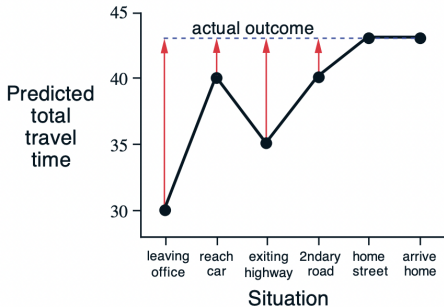 45
actual outcome
40
Predicted
total
travel
time
35
30
leaving
office
reach
car
exiting
highway
2ndary
road
home
street
arrive
home
Situation